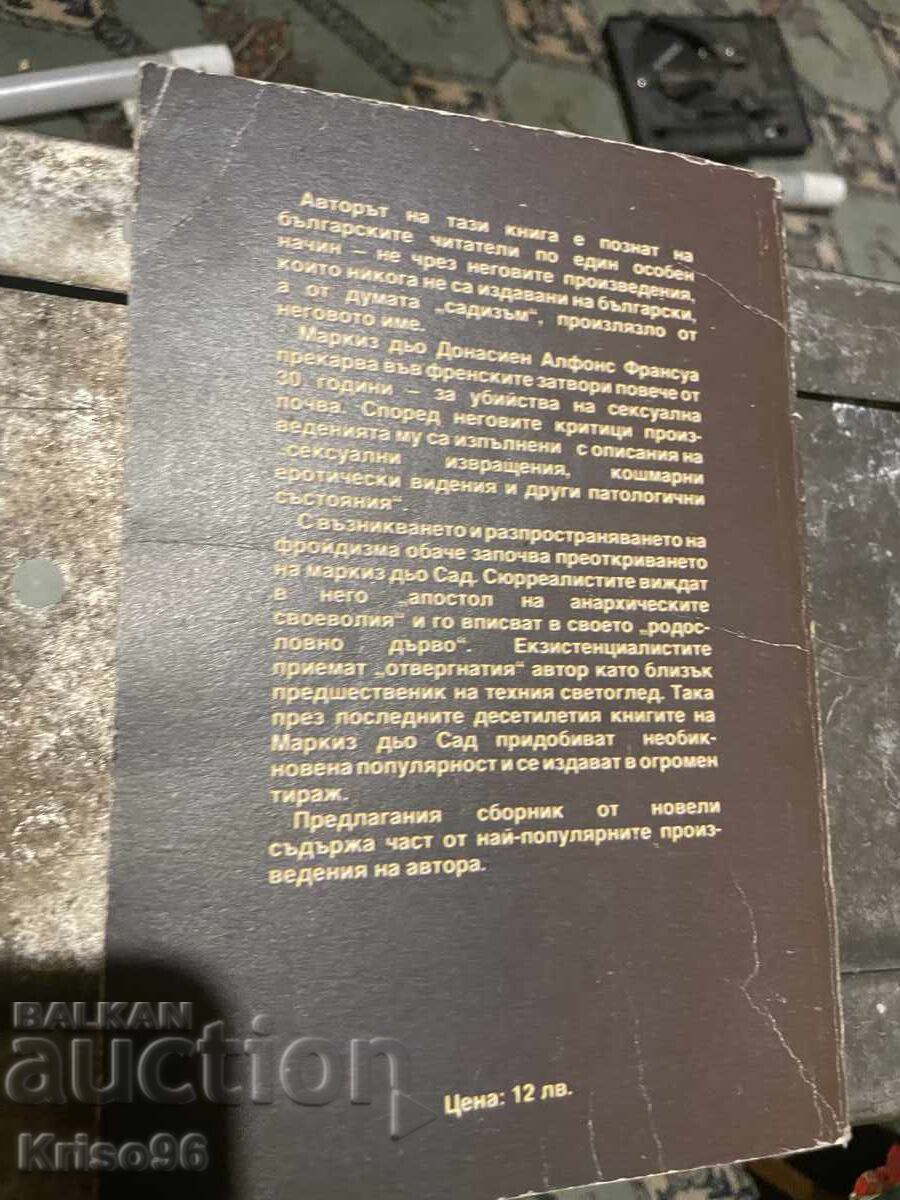 Авторът на тази книга е познат на
българските читатели по един особен
начин – не чрез неговите произведения,
които никога не са издавани на български,
а от думата „садизъм“, произлязло от
неговото име.
Маркиз дьо Донасиен Алфонс Франсуа
прекарва във френските затвори повече от
30 години – за убийства на сексуална
почва. Според неговите критици произ-
веденията му са изпълнени с описания на
„сексуални извращения, кошмарни
еротически видения и други патологични
състояния“.
С възникването и разпространяването на
фройдизма обаче започва преоткриването
на маркиз дьо Сад. Сюрреалистите виждат
в него „апостол на анархическите
своеволия“ и го вписват в своето „родос-
ловно дърво“. Екзистенциалистите
приемат „отвергнатия“ автор като близък
предшественик на техния светоглед. Така
през последните десетилетия книгите на
Маркиз дьо Сад придобиват необик-
новена популярност и се издават в огромен
тираж.
Предлагания сборник от новели
съдържа част от най-популярните произ-
ведения на автора.
Цена: 12 лв.
BALKAN
auction
Kriso96